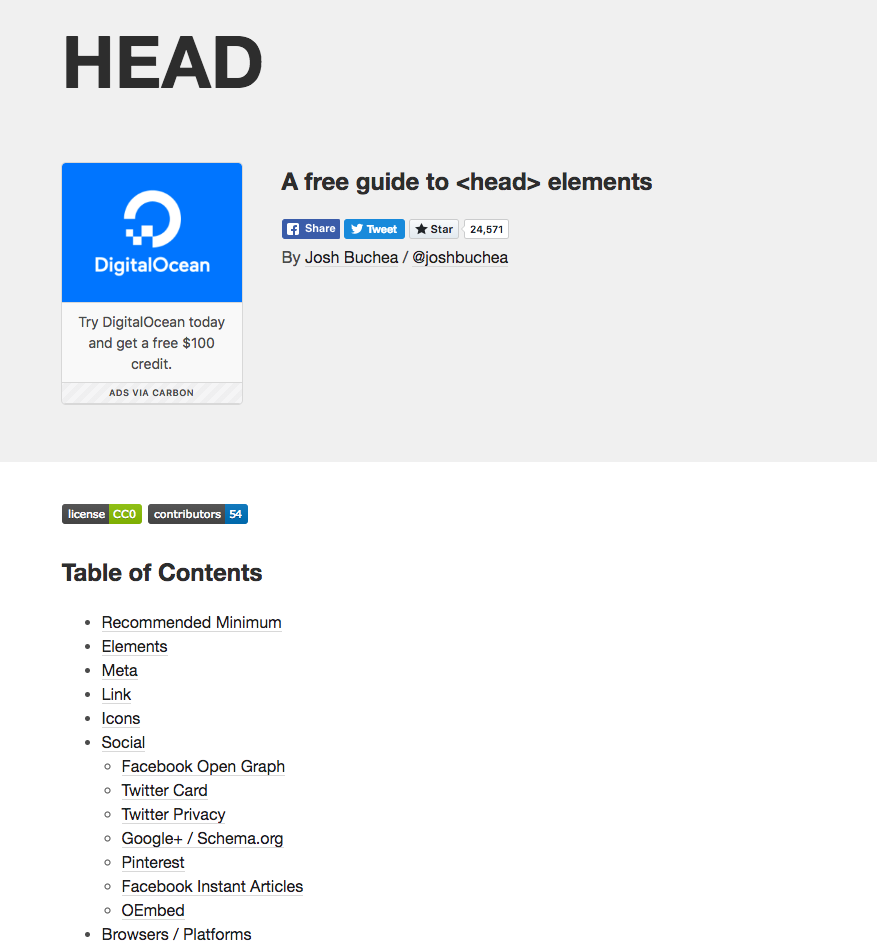 HEAD
DigitalOcean
Try DigitalOcean today
and get a free $100
credit.
ADS VIA CARBON
A free guide to <head> elements
Share Tweet Star 24,571
By Josh Buchea / @joshbuchea
license CC0 contributors 54
Table of Contents
Recommended Minimum
Elements
Meta
Link
Icons
Social
Facebook Open Graph
Twitter Card
Twitter Privacy
Google+ / Schema.org
Pinterest
Facebook Instant Articles
OEmbed
Browsers / Platforms